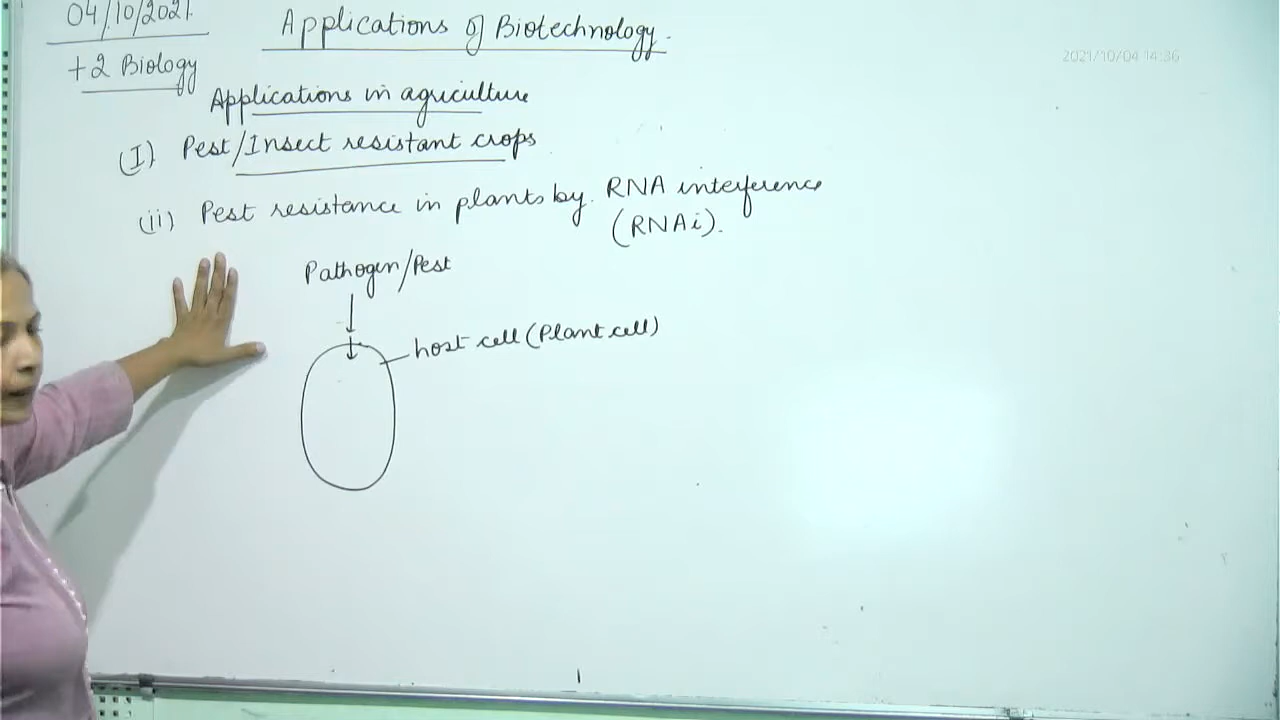 04/10/2021.
Applications of Biotechnology.
2021/10/04 14:36
+2 Biology
Applications in agriculture
(I) Pest/Insect resistant crops
(ii) Pest resistance in plants by. RNA interference
(RNAi).
Pathogen/Pest
host cell (Plant cell)